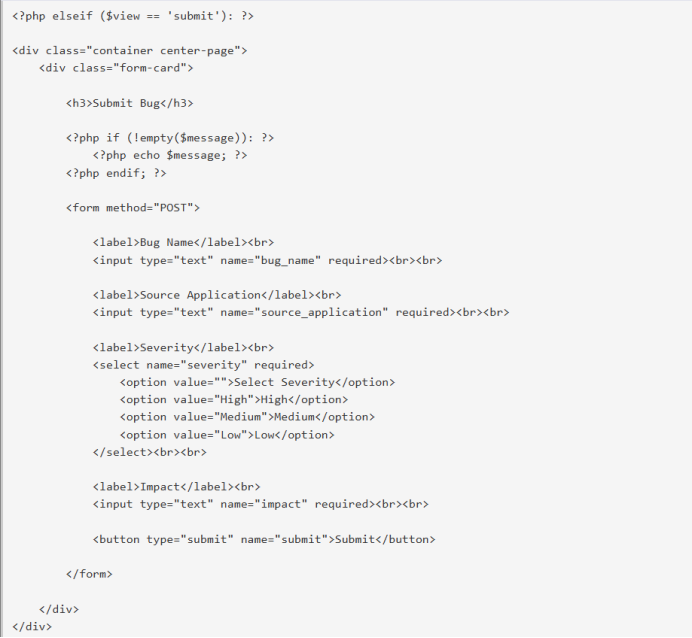 <?php elseif ($view == 'submit'): ?>
<div class="container center-page">
<div class="form-card">
<h3>Submit Bug</h3>
<?php if (!empty($message)): ?>
<?php echo $message; ?>
<?php endif; ?>
<form method="POST">
<label>Bug Name</label><br>
<input type="text" name="bug_name" required><br><br>
<label>Source Application</label><br>
<input type="text" name="source_application" required><br><br>
<label>Severity</label><br>
<select name="severity" required>
<option value="">Select Severity</option>
<option value="High">High</option>
<option value="Medium">Medium</option>
<option value="Low">Low</option>
</select><br><br>
<label>Impact</label><br>
<input type="text" name="impact" required><br><br>
<button type="submit" name="submit">Submit</button>
</form>
</div>
</div>